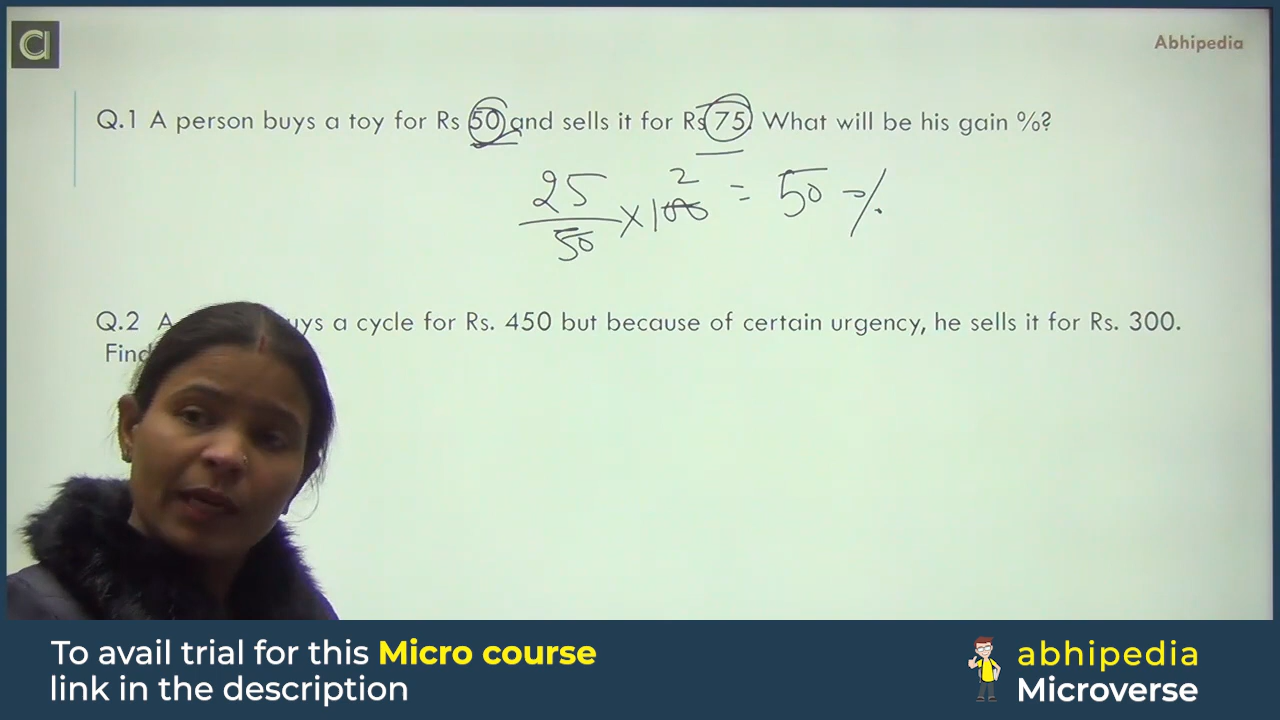 Abhipedia
Q.1 A person buys a toy for Rs 50 and sells it for Rs 75. What will be his gain %?
25/50 × 100 2 = 50 %
Q.2 A buys a cycle for Rs. 450 but because of certain urgency, he sells it for Rs. 300.
Find
To avail trial for this Micro course
link in the description
abhipedia
Microverse